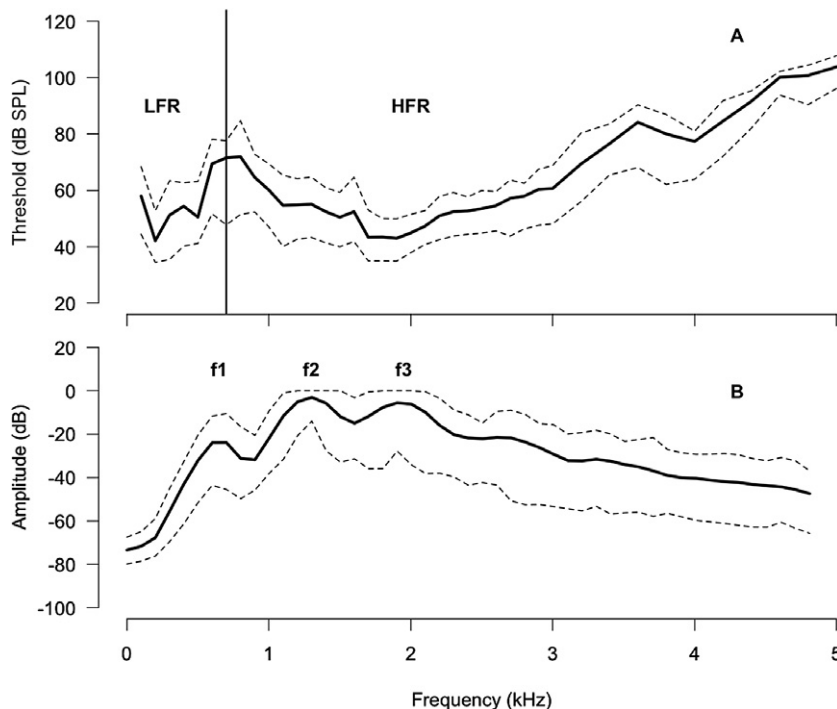 120
A
100
LFR
HFR
80
60
40
20
Threshold (dB SPL)
20
f1
f2
f3
0
B
-20
-40
-60
-80
-100
Amplitude (dB)
0
1
2
3
4
5
Frequency (kHz)